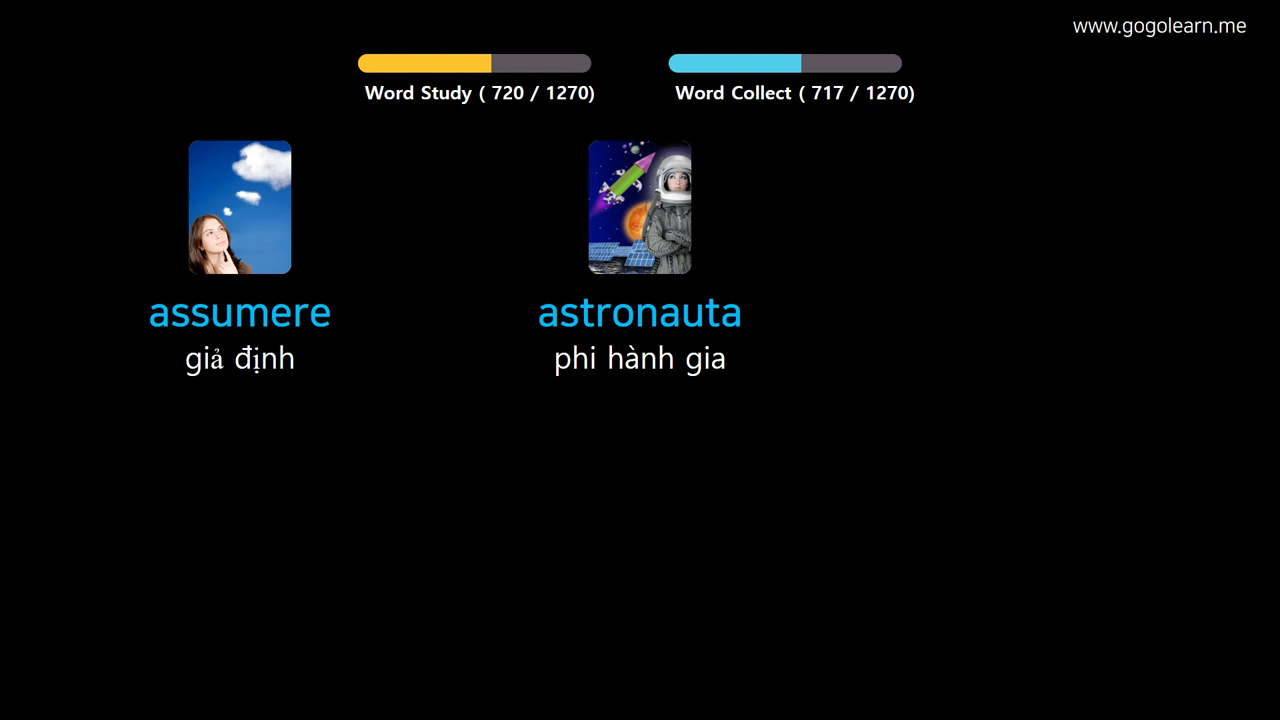 www.gogolearn.me
Word Study ( 720 / 1270)
Word Collect ( 717 / 1270)
assumere
giả định
astronauta
phi hành gia